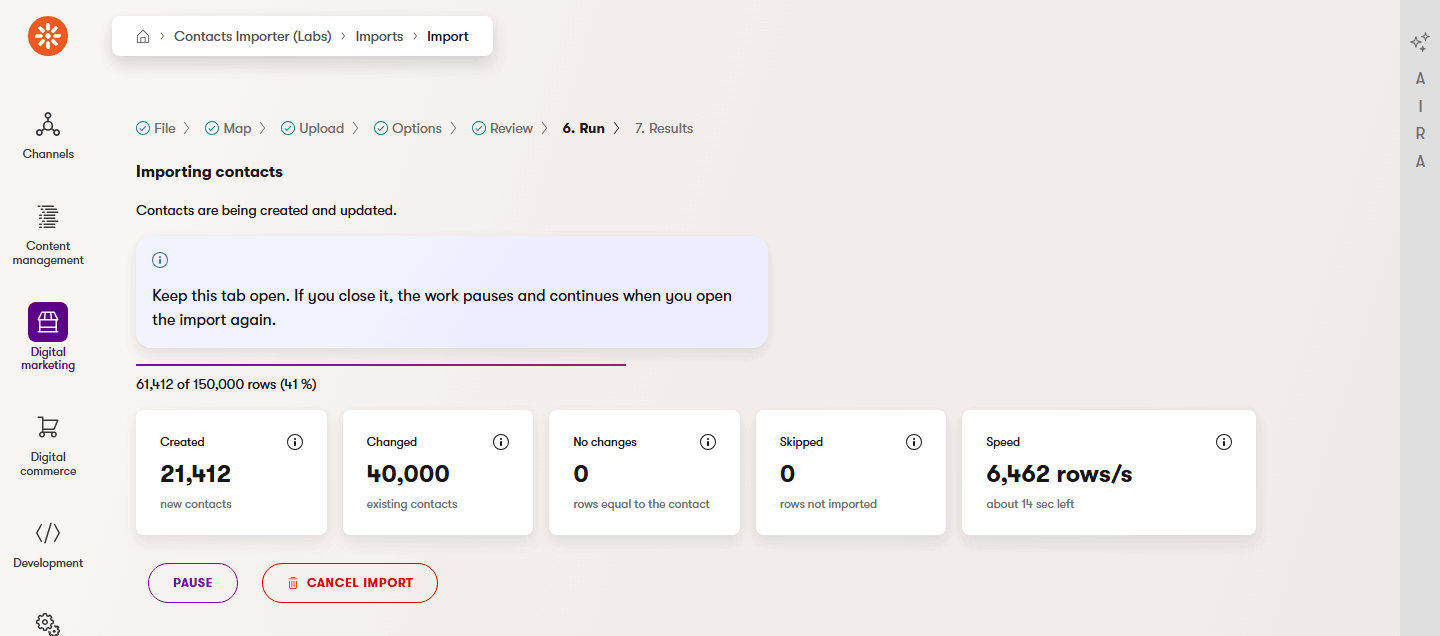 Contacts Importer (Labs) > Imports > Import
A
I
R
A
Channels
Content
management
Digital
marketing
Digital
commerce
Development
File > Map > Upload > Options > Review > 6. Run > 7. Results
Importing contacts
Contacts are being created and updated.
Keep this tab open. If you close it, the work pauses and continues when you open
the import again.
61,412 of 150,000 rows (41 %)
Created
21,412
new contacts
Changed
40,000
existing contacts
No changes
0
rows equal to the contact
Skipped
0
rows not imported
Speed
6,462 rows/s
about 14 sec left
PAUSE
CANCEL IMPORT